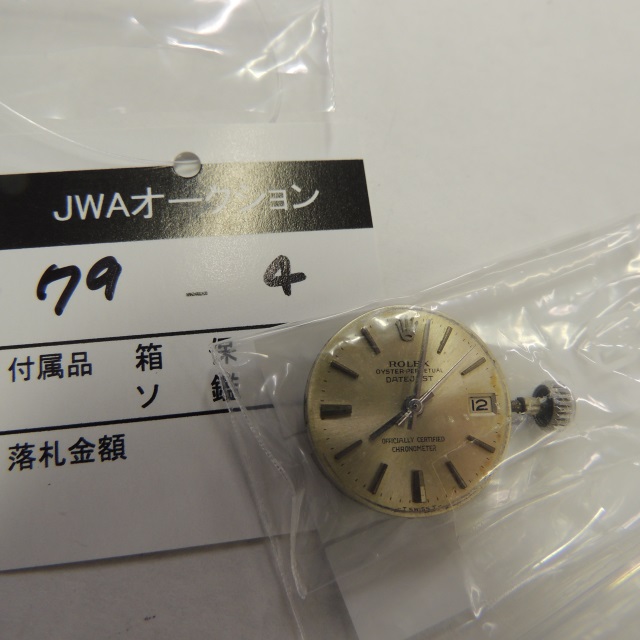 JWAオークション
79 - 4
付属品 箱 保
ソ 鑑
落札金額
ROLEX
OYSTER PERPETUAL
DATEJUST
12
OFFICIALLY CERTIFIED
CHRONOMETER